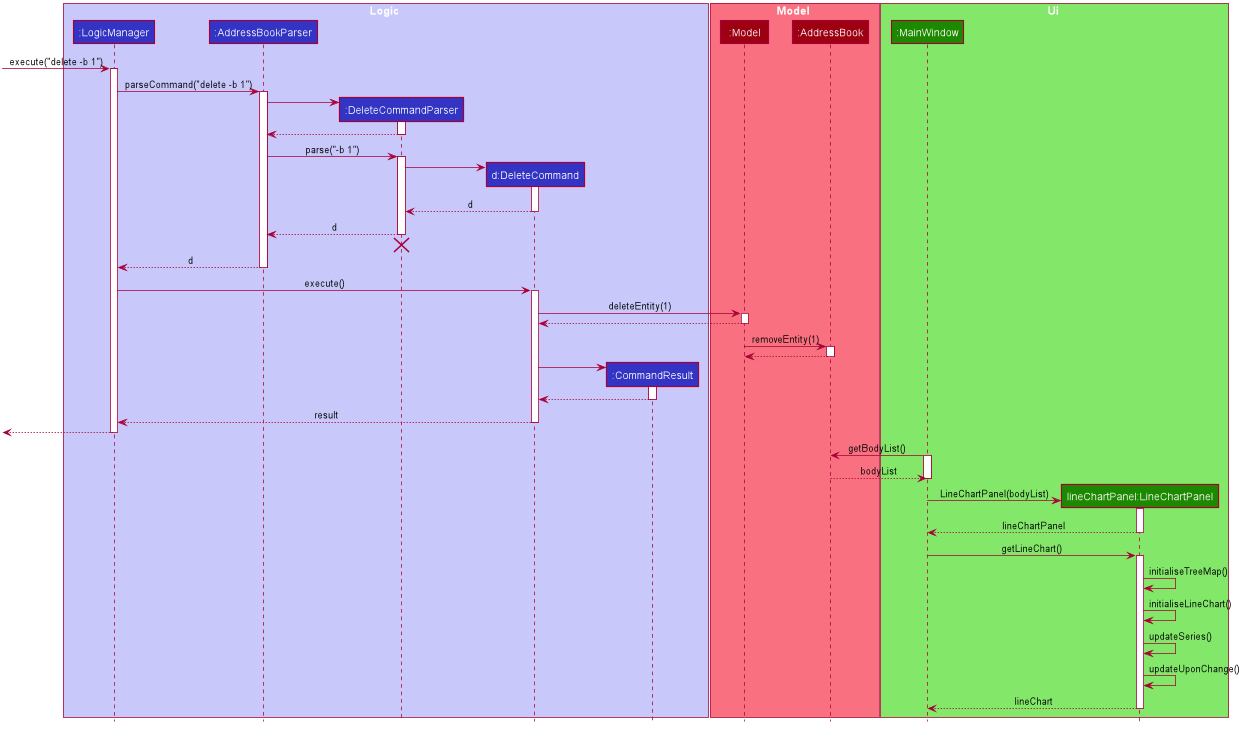 Logic
Model
Ui
:LogicManager
:AddressBookParser
:Model
:AddressBook
:MainWindow
execute("delete -b 1")
parseCommand("delete -b 1")
:DeleteCommandParser
parse("-b 1")
d:DeleteCommand
d
d
d
execute()
deleteEntity(1)
removeEntity(1)
:CommandResult
result
getBodyList()
bodyList
LineChartPanel(bodyList)
lineChartPanel:LineChartPanel
lineChartPanel
getLineChart()
initialiseTreeMap()
initialiseLineChart()
updateSeries()
updateUponChange()
lineChart